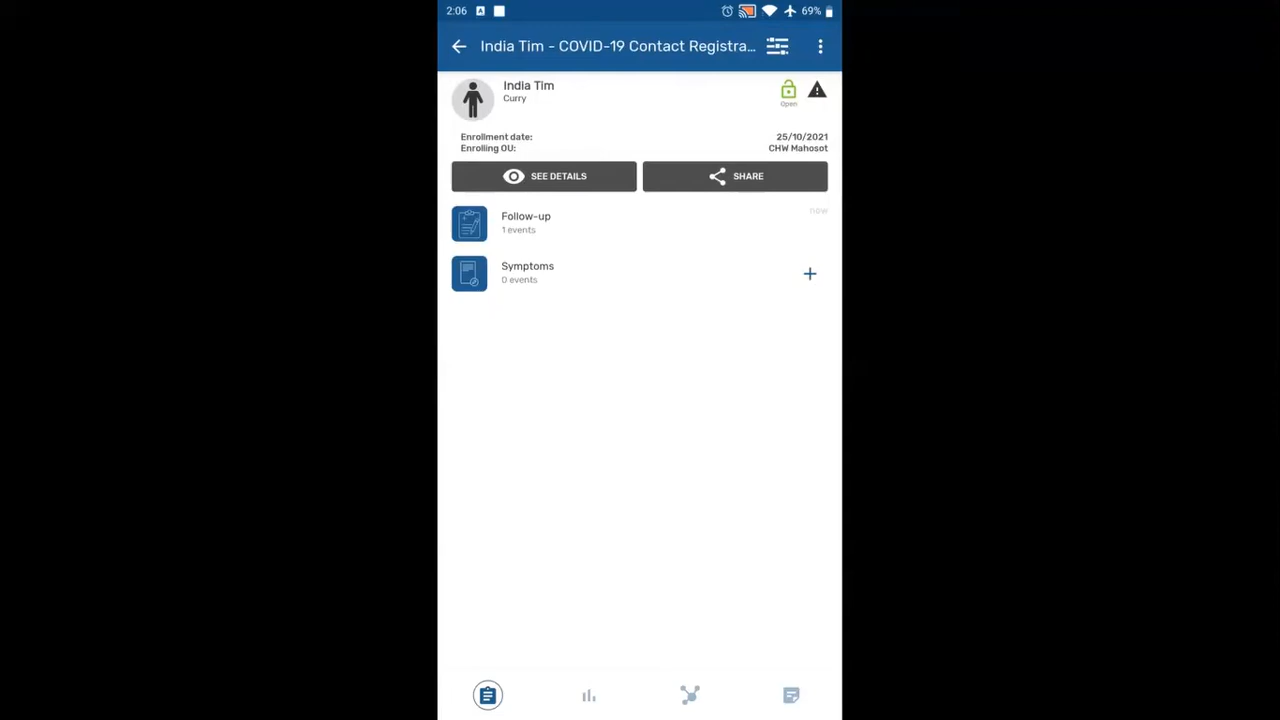 2:06 A 69%
India Tim - COVID-19 Contact Registra...
India Tim
Curry
Open
Enrollment date: 25/10/2021
Enrolling OU: CHW Mahosot
SEE DETAILS SHARE
Follow-up now
1 events
Symptoms
0 events